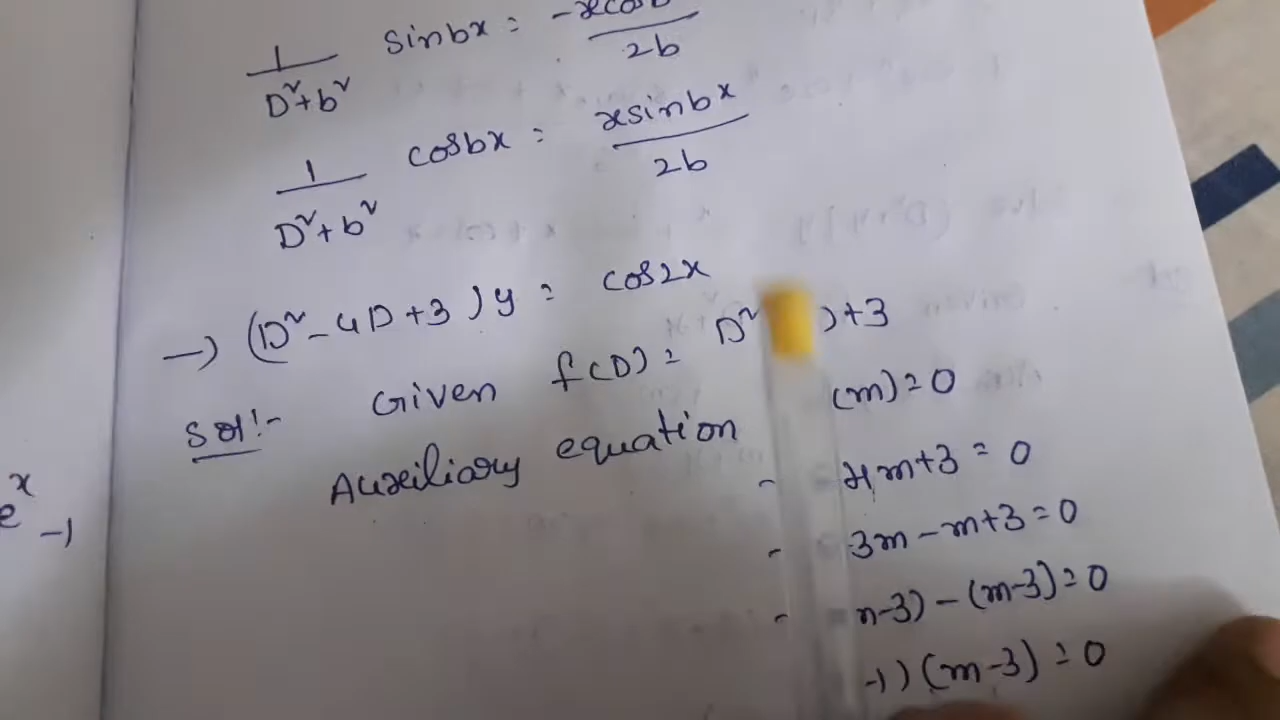 1/(D²+b²) sinbx = -xcosb/2b
1/(D²+b²) cosbx = xsinbx/2b
→ (D²-4D+3)y = cos2x
Sol:- Given f(D) = D² )+3
Auxiliary equation (m)=0
4m+3=0
3m-m+3=0
-3)-(m-3)=0
-1)(m-3)=0
e^x -1